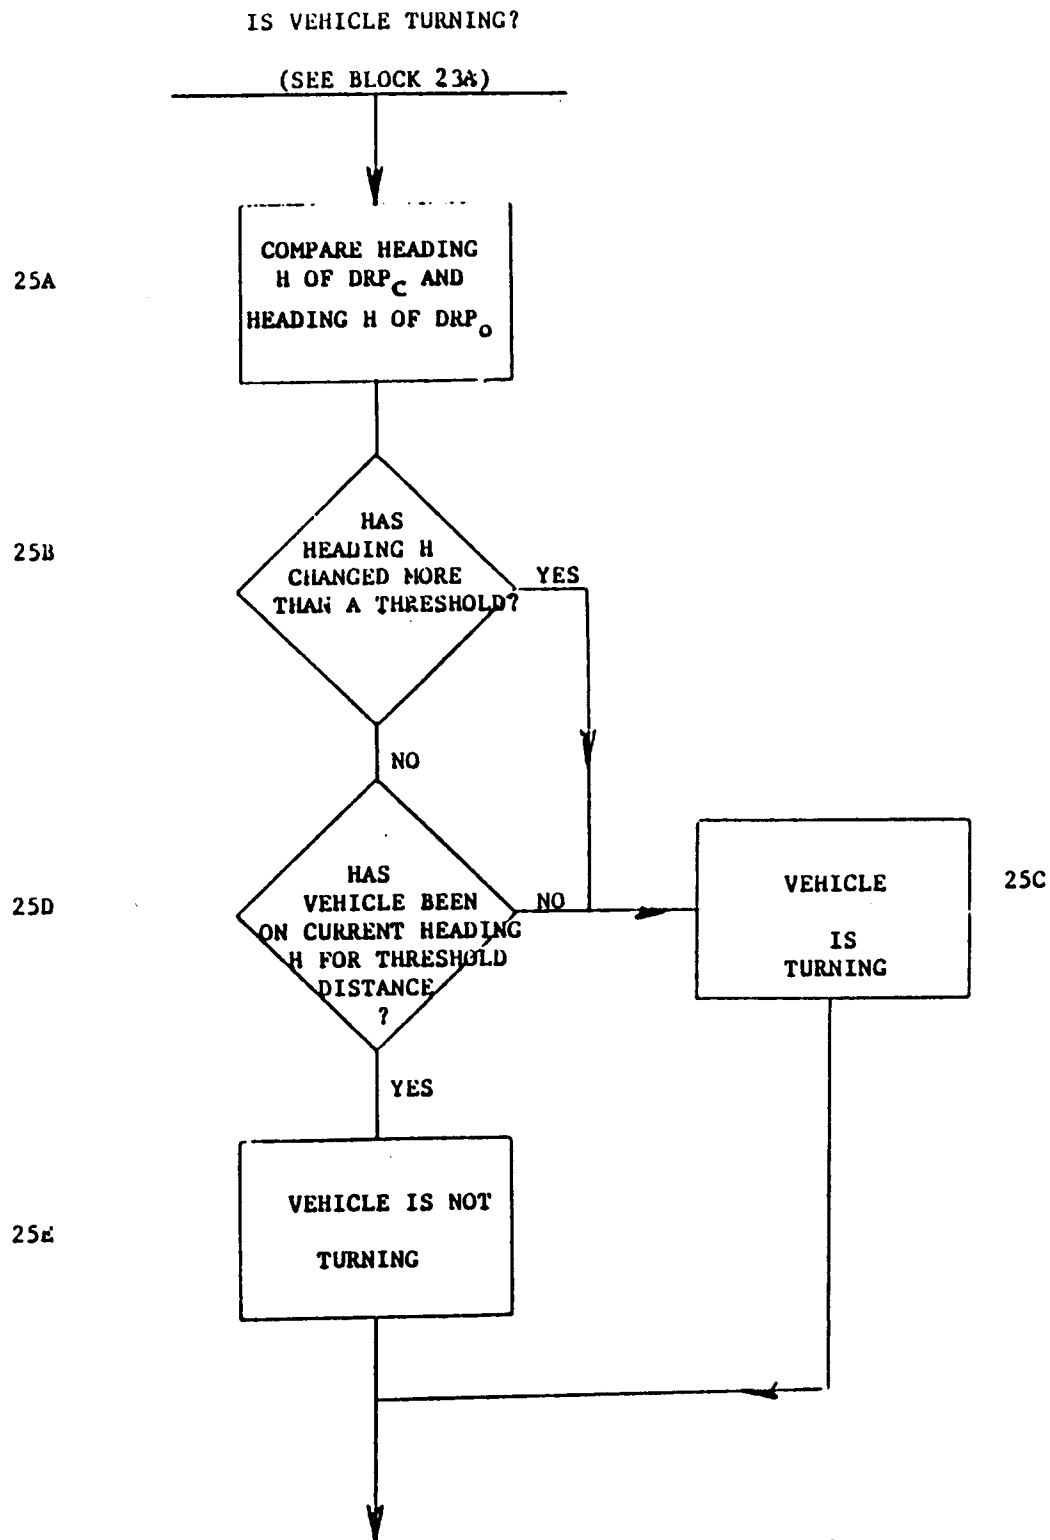 IS VEHICLE TURNING?
(SEE BLOCK 23A)
25A
COMPARE HEADING
H OF DRPC AND
HEADING H OF DRPO
25B
HAS
HEADING H
CHANGED MORE
THAN A THRESHOLD?
YES
NO
25D
HAS
VEHICLE BEEN
ON CURRENT HEADING
H FOR THRESHOLD
DISTANCE
?
NO
VEHICLE
IS
TURNING
25C
YES
25E
VEHICLE IS NOT
TURNING